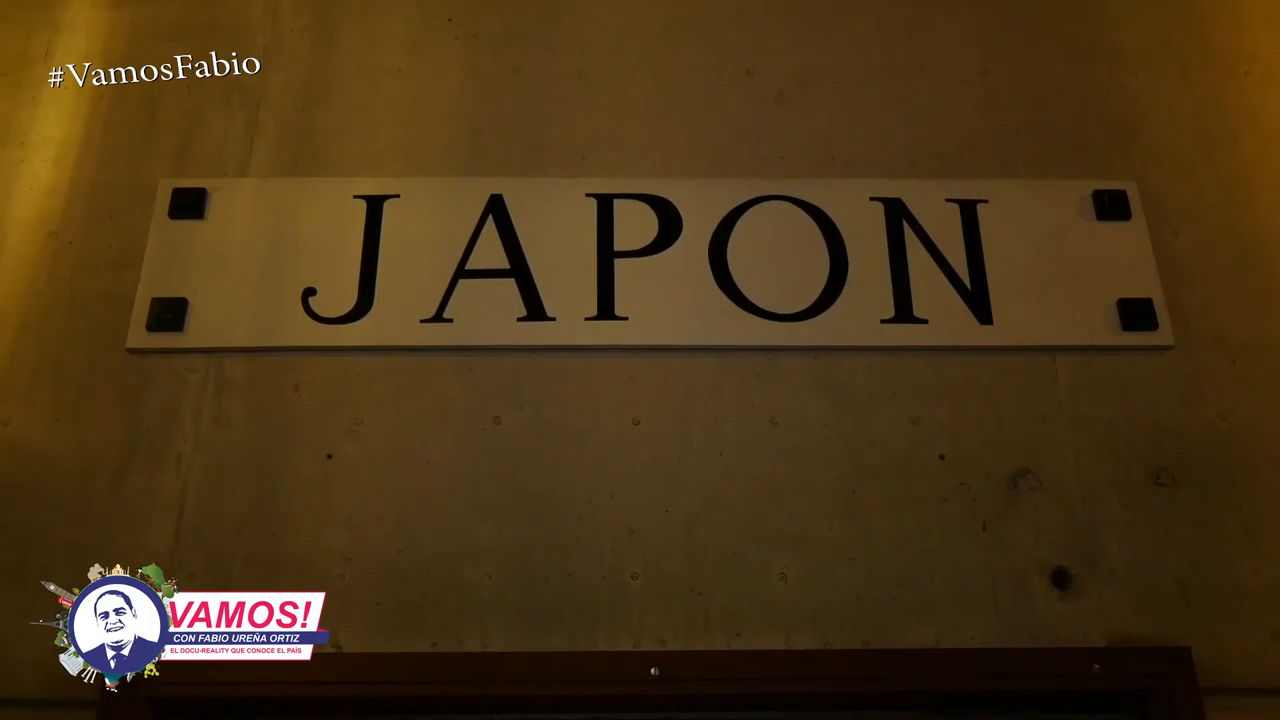 #VamosFabio
JAPON
VAMOS!
CON FABIO UREÑA ORTIZ
EL DOCU-REALITY QUE CONOCE EL PAÍS